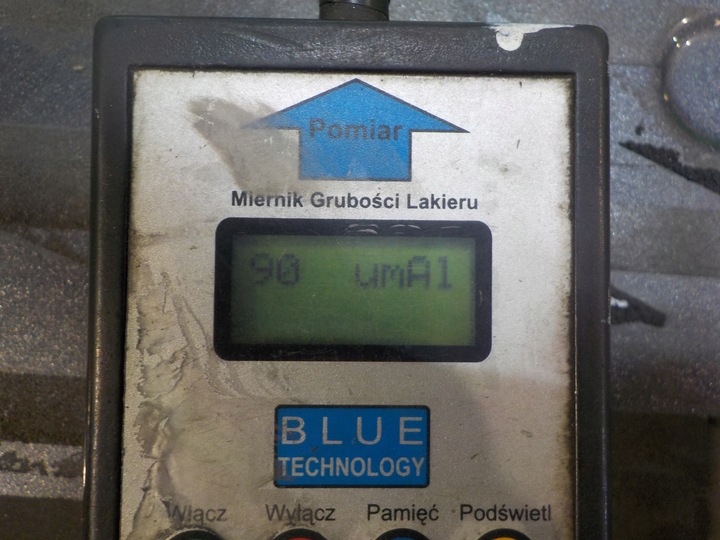 Pomiar
Miernik Grubości Lakieru
90 umAl
BLUE
TECHNOLOGY
Włącz Wyłącz Pamięć Podświetl